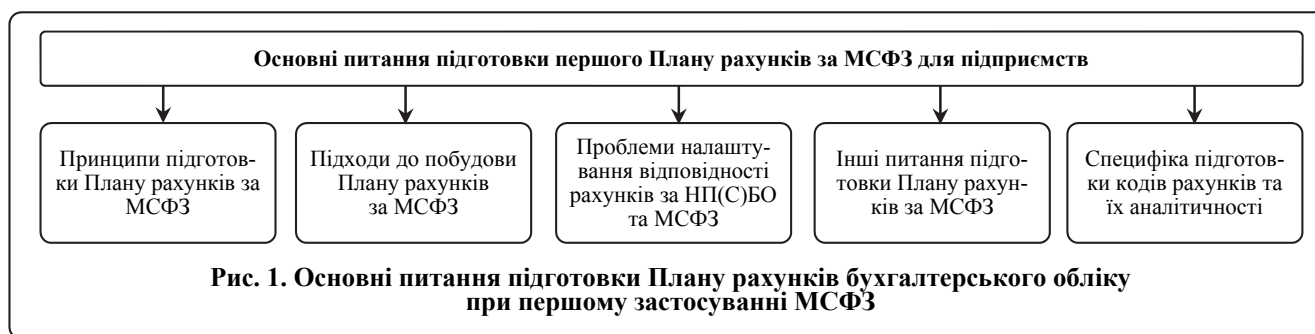 Основні питання підготовки першого Плану рахунків за МСФЗ для підприємств
Принципи підготов-
ки Плану рахунків за
МСФЗ
Підходи до побудови
Плану рахунків
за МСФЗ
Проблеми налашту-
вання відповідності
рахунків за НП(С)БО
та МСФЗ
Інші питання підго-
товки Плану рахун-
ків за МСФЗ
Специфіка підготов-
ки кодів рахунків та
їх аналітичності
Рис. 1. Основні питання підготовки Плану рахунків бухгалтерського обліку
при першому застосуванні МСФЗ